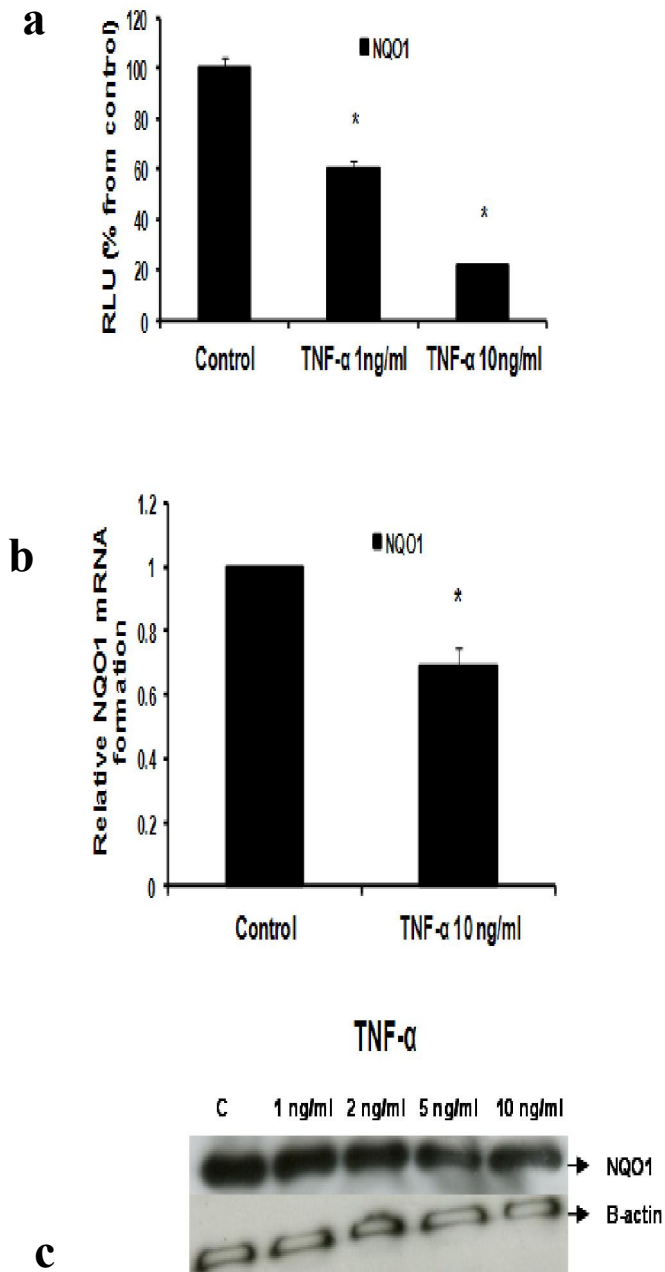 a
120
100
80
60
40
20
0
RLU (% from control)
NQO1
*
*
Control TNF-α 1ng/ml TNF-α 10ng/ml
b
1.2
1
0.8
0.6
0.4
0.2
0
Relative NQO1 mRNA
formation
NQO1
*
Control TNF-α 10 ng/ml
TNF-α
C 1 ng/ml 2 ng/ml 5 ng/ml 10 ng/ml
NQO1
B-actin
c